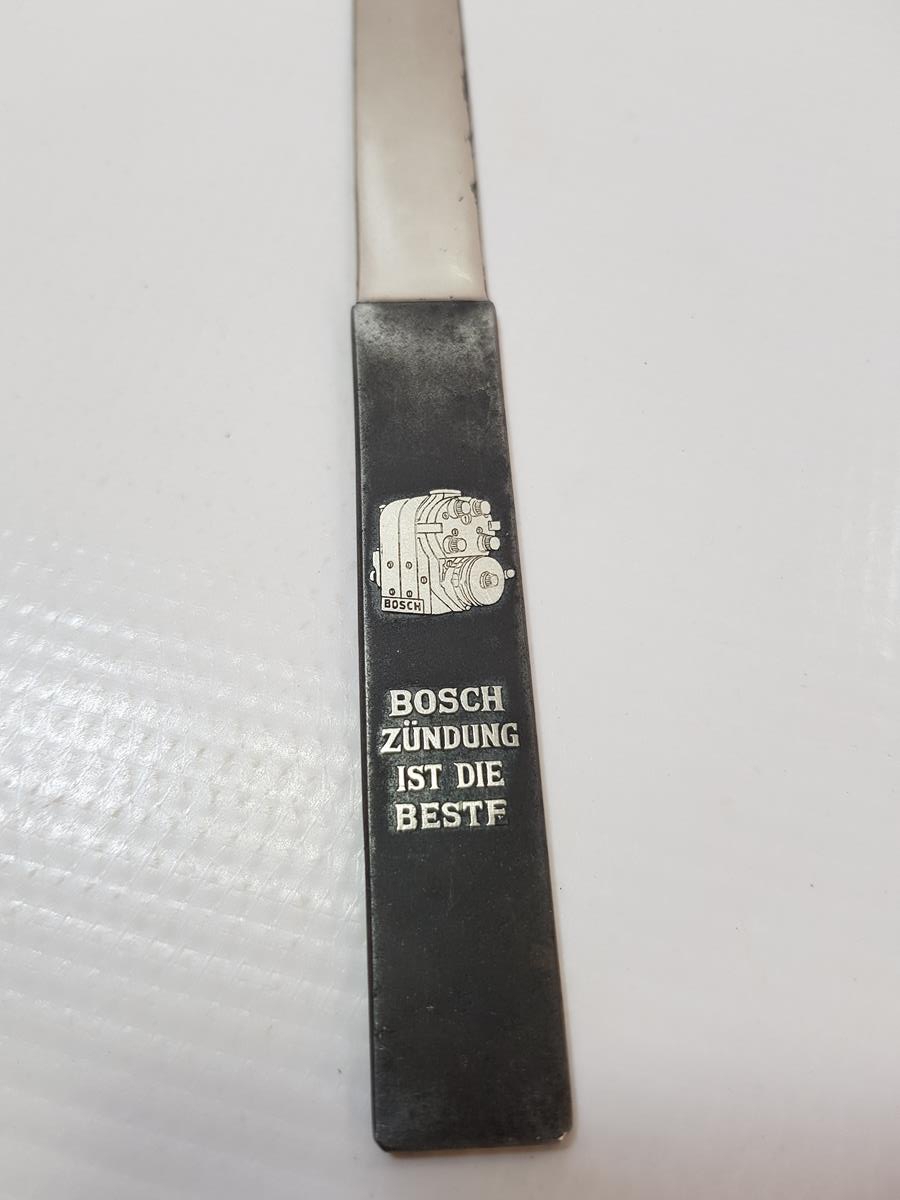 BOSCH
BOSCH
ZÜNDUNG
IST DIE
BESTE